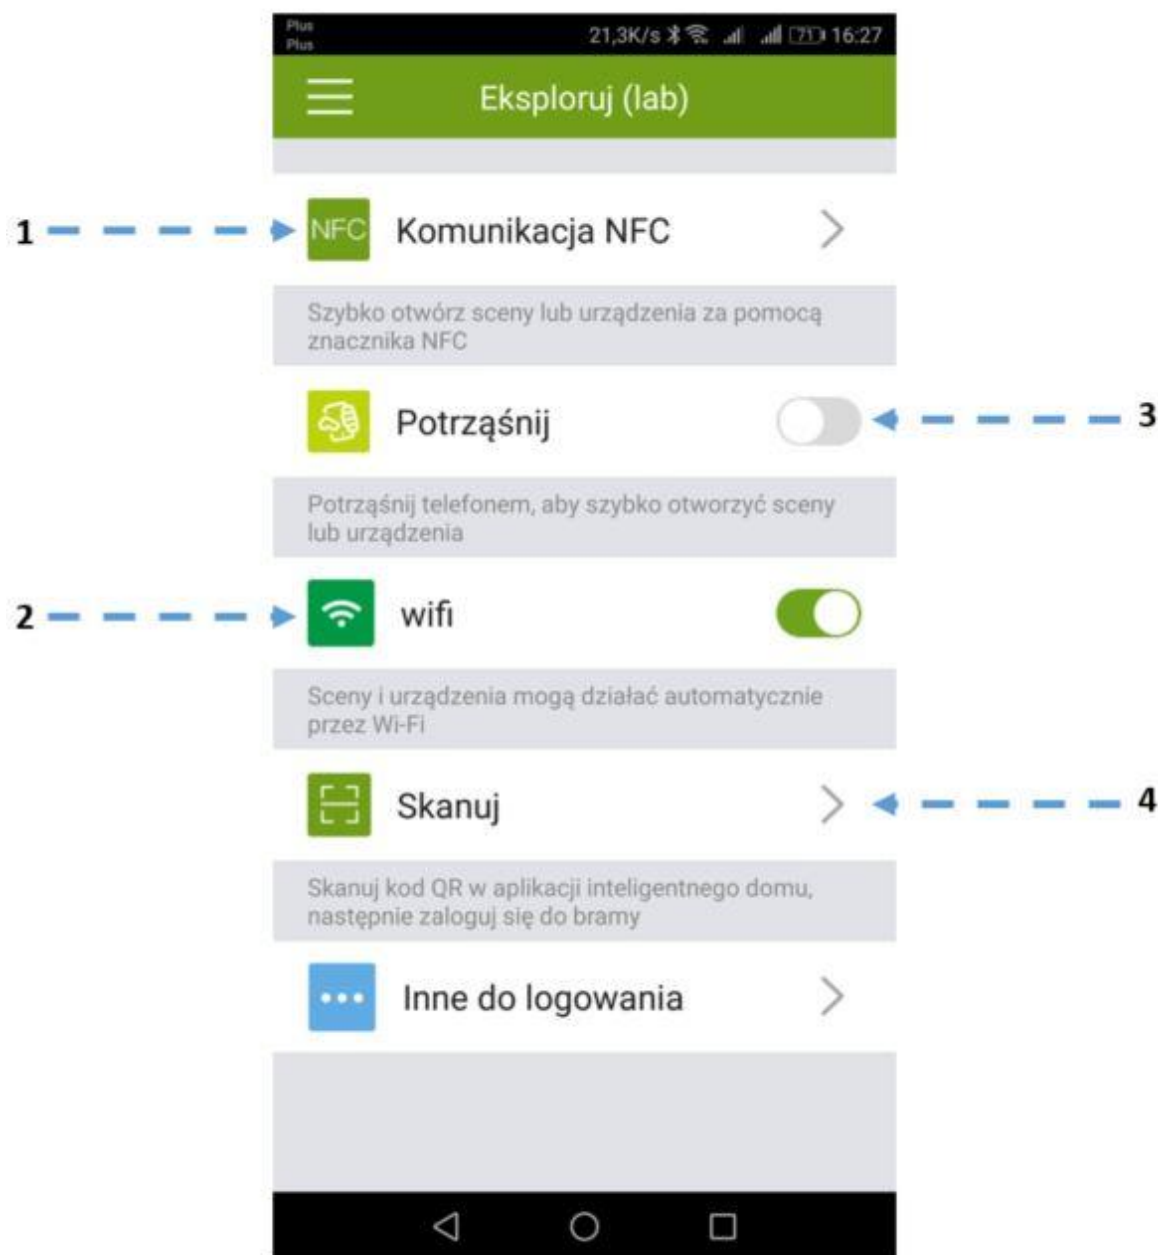 Plus
Plus
21,3K/s 71 16:27
Eksploruj (lab)
1
NFC Komunikacja NFC
Szybko otwórz sceny lub urządzenia za pomocą
znacznika NFC
Potrząśnij
3
Potrząśnij telefonem, aby szybko otworzyć sceny
lub urządzenia
2
wifi
Sceny i urządzenia mogą działać automatycznie
przez Wi-Fi
Skanuj
4
Skanuj kod QR w aplikacji inteligentnego domu,
następnie zaloguj się do bramy
Inne do logowania